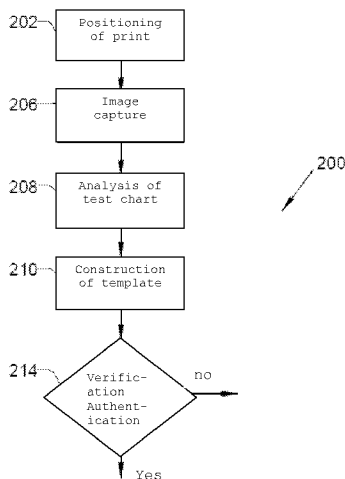 202
Positioning
of print
206
Image
capture
200
208
Analysis of
test chart
210
Construction
of template
214
Verific-
ation
Authent-
ication
no
Yes